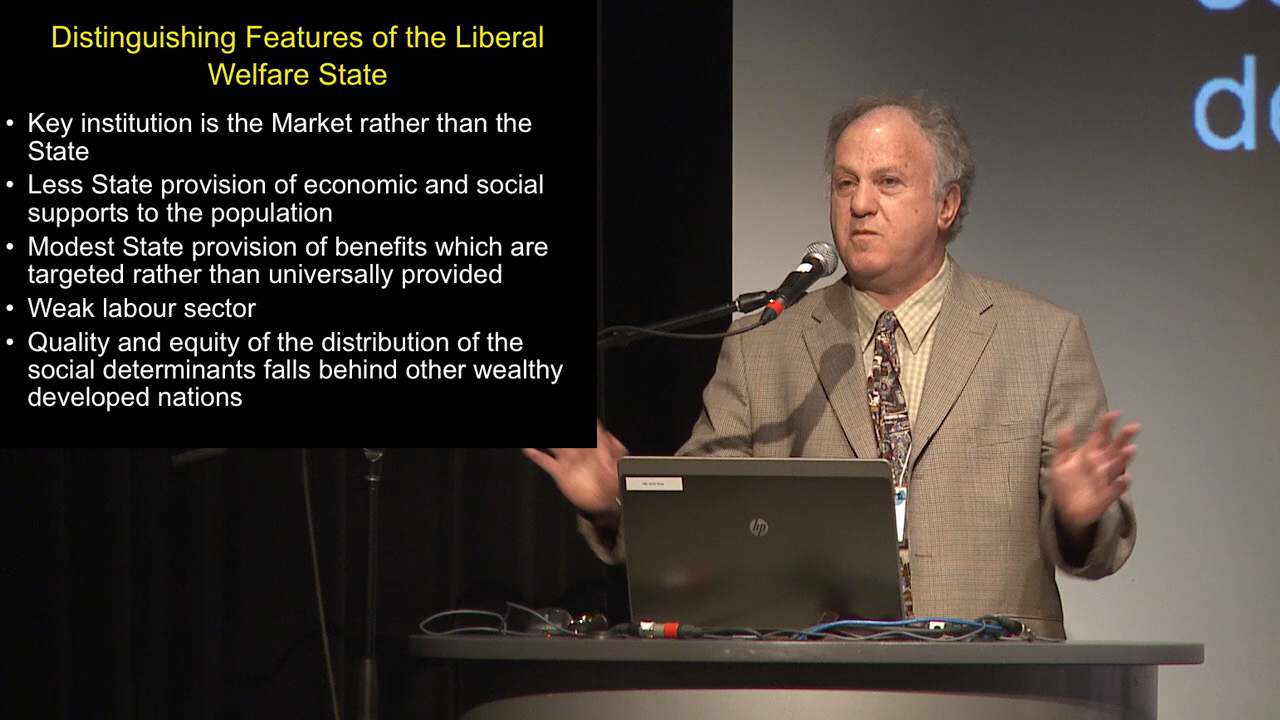 Distinguishing Features of the Liberal
Welfare State
• Key institution is the Market rather than the
State
• Less State provision of economic and social
supports to the population
• Modest State provision of benefits which are
targeted rather than universally provided
• Weak labour sector
• Quality and equity of the distribution of the
social determinants falls behind other wealthy
developed nations
hp